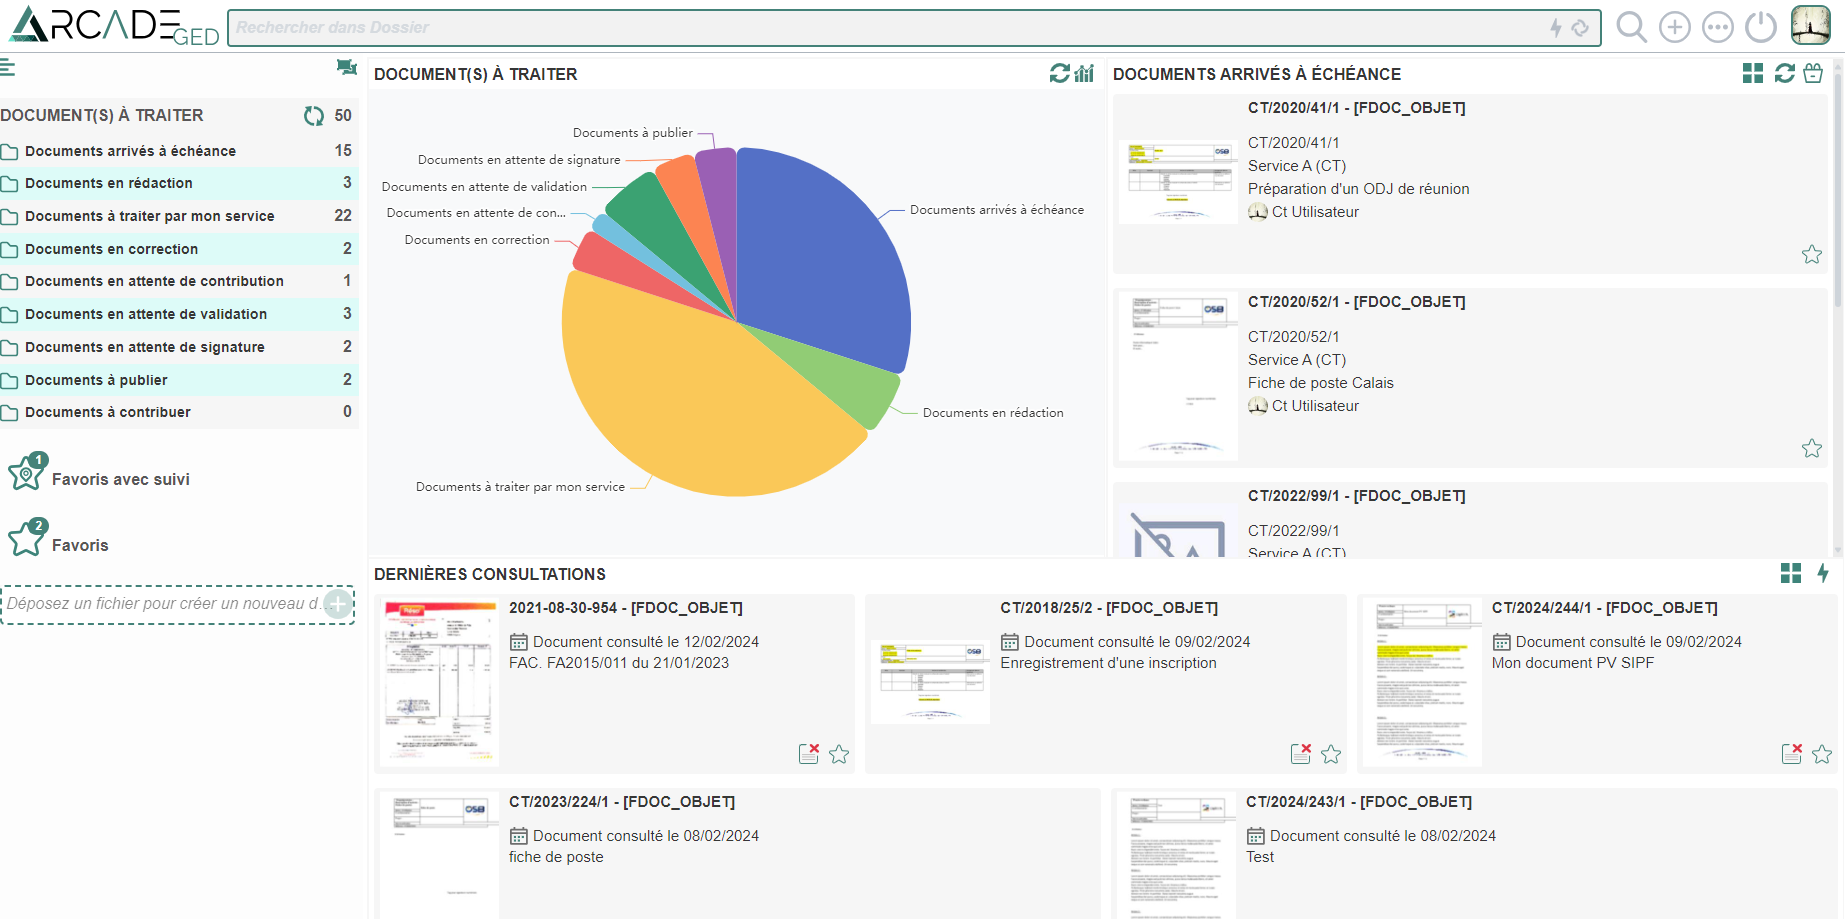 ARCADE GED
Rechercher dans Dossier
DOCUMENT(S) À TRAITER 50
Documents arrivés à échéance 15
Documents en rédaction 3
Documents à traiter par mon service 22
Documents en correction 2
Documents en attente de contribution 1
Documents en attente de validation 3
Documents en attente de signature 2
Documents à publier 2
Documents à contribuer 0
1
Favoris avec suivi
2
Favoris
Déposez un fichier pour créer un nouveau d...
DOCUMENT(S) À TRAITER
Documents à publier
Documents en attente de signature
Documents en attente de validation
Documents en attente de con...
Documents en correction
Documents arrivés à échéance
Documents en rédaction
Documents à traiter par mon service
DOCUMENTS ARRIVÉS À ÉCHÉANCE
CT/2020/41/1 - [FDOC_OBJET]
CT/2020/41/1
Service A (CT)
Préparation d'un ODJ de réunion
Ct Utilisateur
CT/2020/52/1 - [FDOC_OBJET]
CT/2020/52/1
Service A (CT)
Fiche de poste Calais
Ct Utilisateur
CT/2022/99/1 - [FDOC_OBJET]
CT/2022/99/1
Service A (CT)
DERNIÈRES CONSULTATIONS
2021-08-30-954 - [FDOC_OBJET]
Document consulté le 12/02/2024
FAC. FA2015/011 du 21/01/2023
CT/2018/25/2 - [FDOC_OBJET]
Document consulté le 09/02/2024
Enregistrement d'une inscription
CT/2024/244/1 - [FDOC_OBJET]
Document consulté le 09/02/2024
Mon document PV SIPF
CT/2023/224/1 - [FDOC_OBJET]
Document consulté le 08/02/2024
fiche de poste
CT/2024/243/1 - [FDOC_OBJET]
Document consulté le 08/02/2024
Test